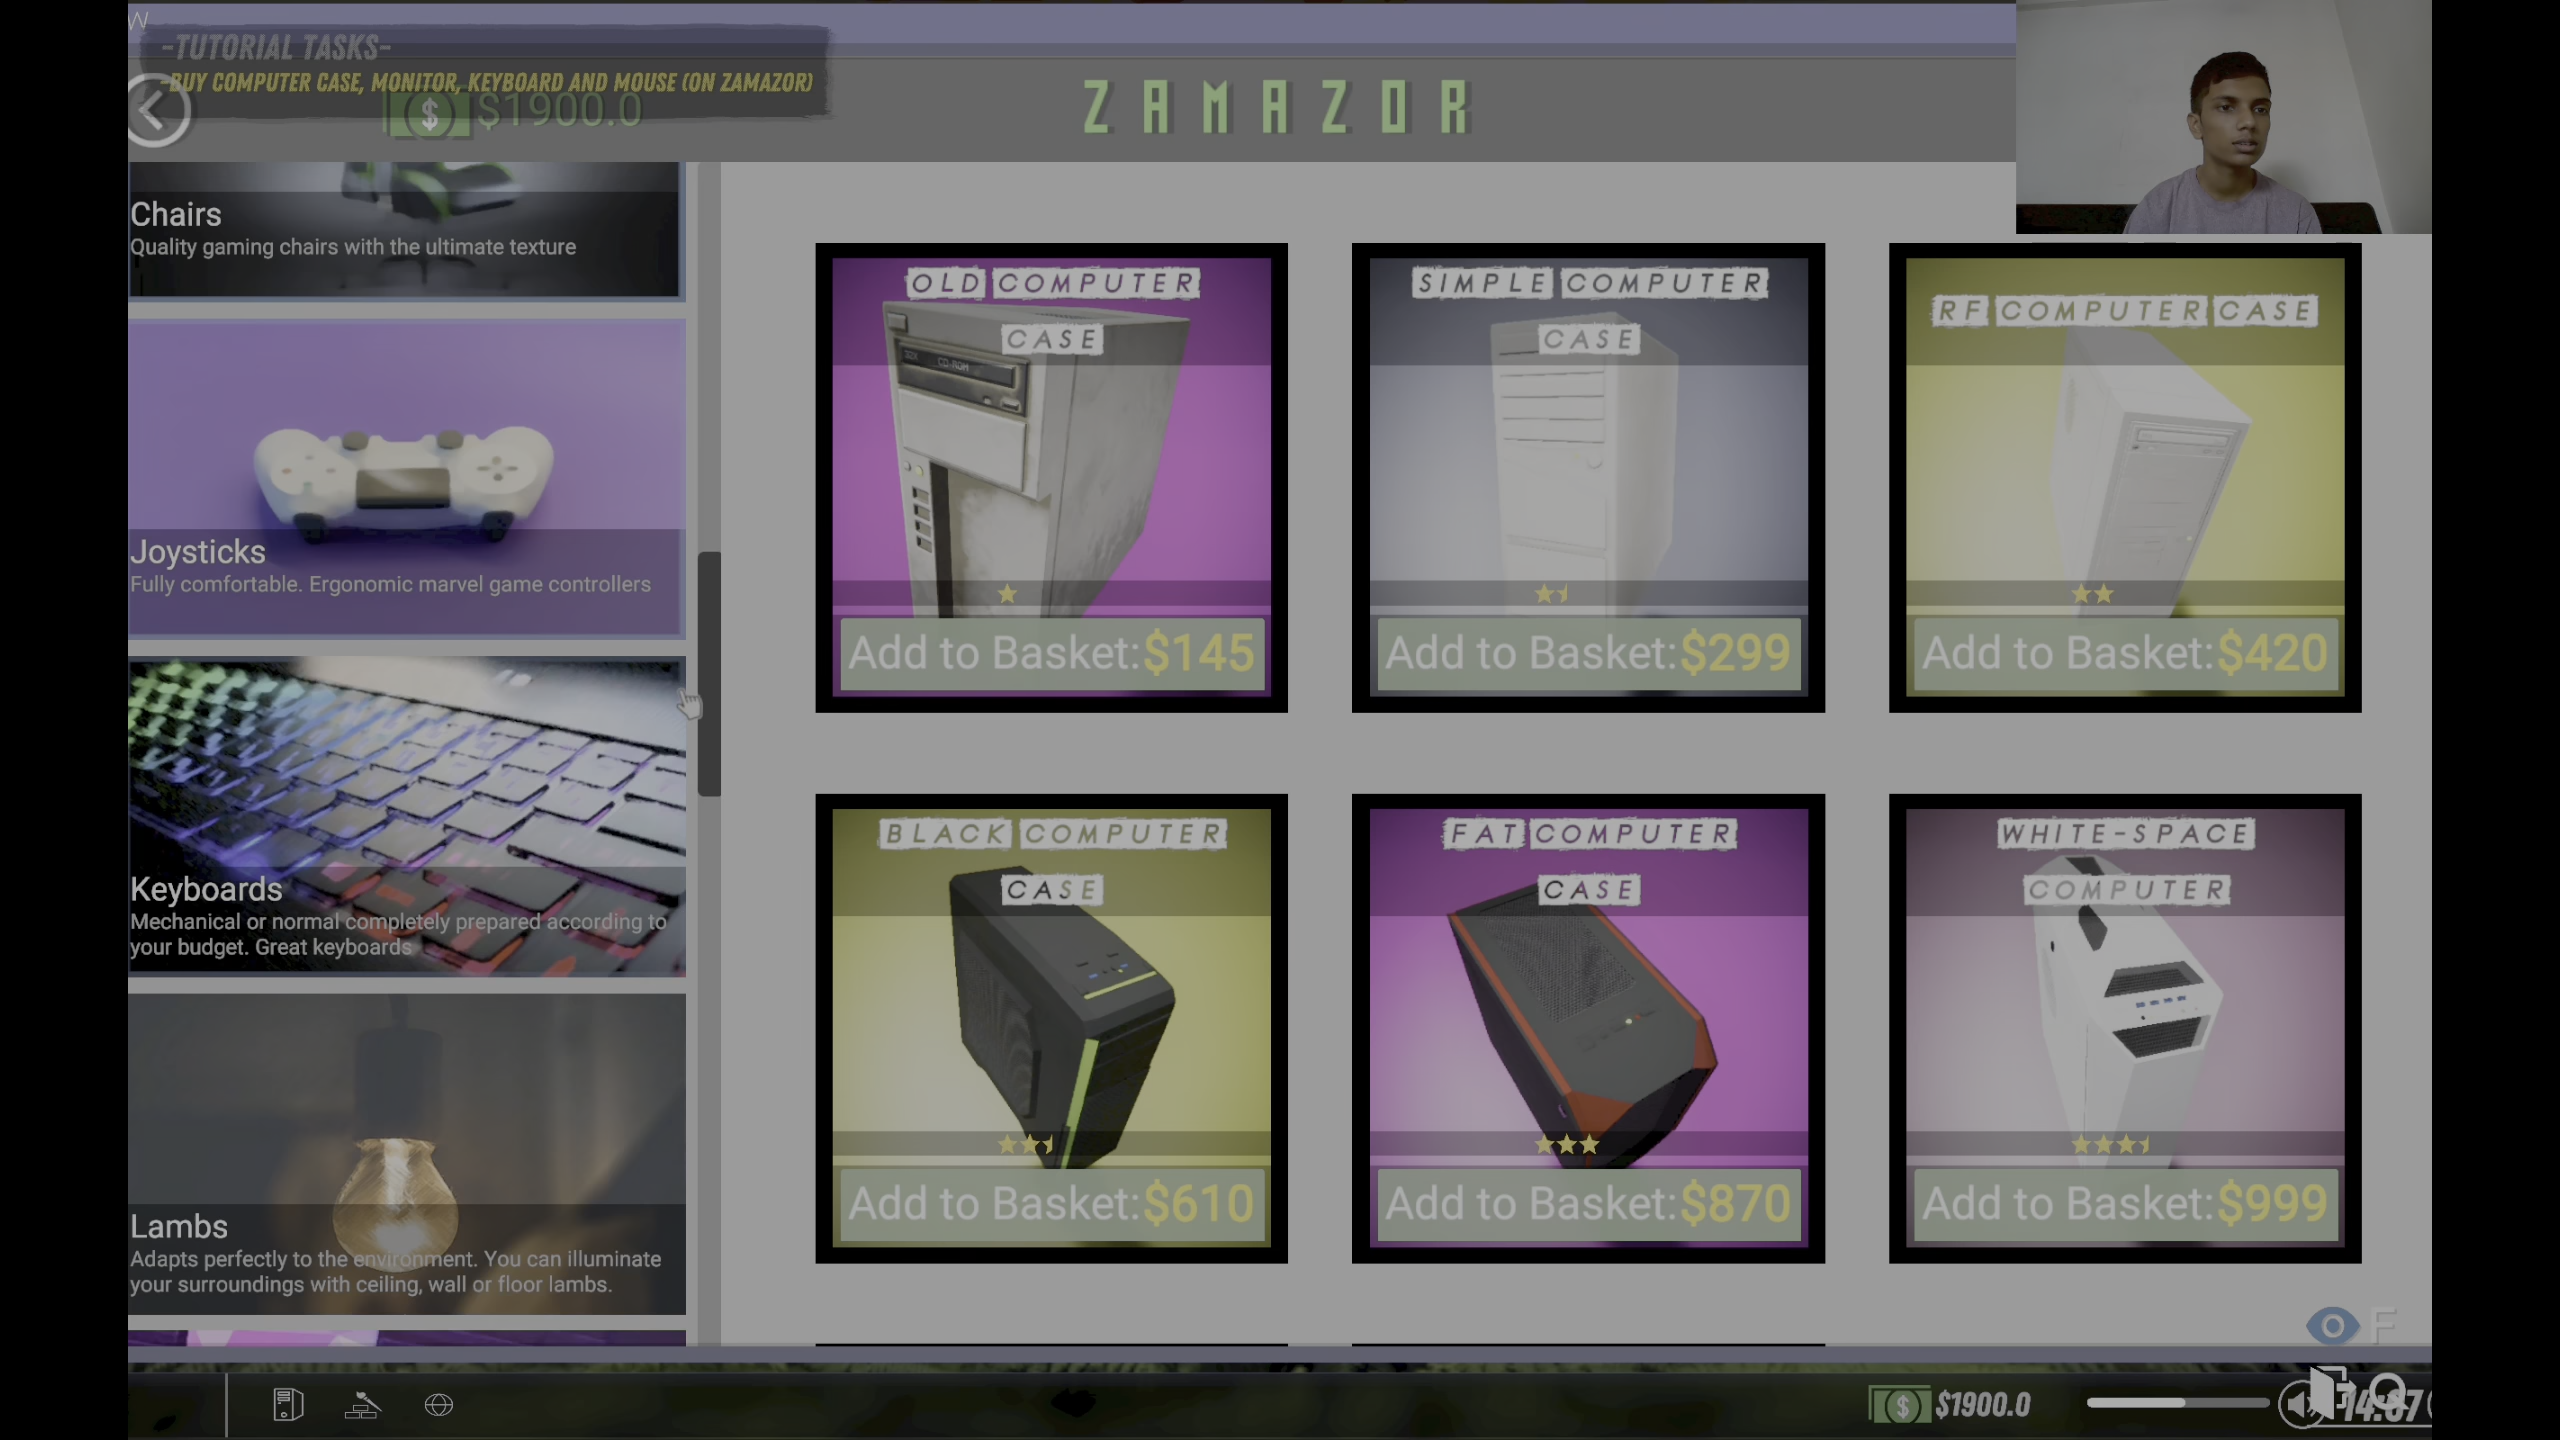 W
-TUTORIAL TASKS-
-BUY COMPUTER CASE, MONITOR, KEYBOARD AND MOUSE (ON ZAMAZOR)
$1900.0
ZAMAZOR
Chairs
Quality gaming chairs with the ultimate texture
Joysticks
Fully comfortable. Ergonomic marvel game controllers
Keyboards
Mechanical or normal completely prepared according to
your budget. Great keyboards
Lambs
Adapts perfectly to the environment. You can illuminate
your surroundings with ceiling, wall or floor lambs.
OLD COMPUTER
CASE
CD-ROM
Add to Basket:$145
SIMPLE COMPUTER
CASE
Add to Basket:$299
RF COMPUTER CASE
Add to Basket:$420
BLACK COMPUTER
CASE
Add to Basket:$610
FAT COMPUTER
CASE
Add to Basket:$870
WHITE-SPACE
COMPUTER
Add to Basket:$999
F
$1900.0